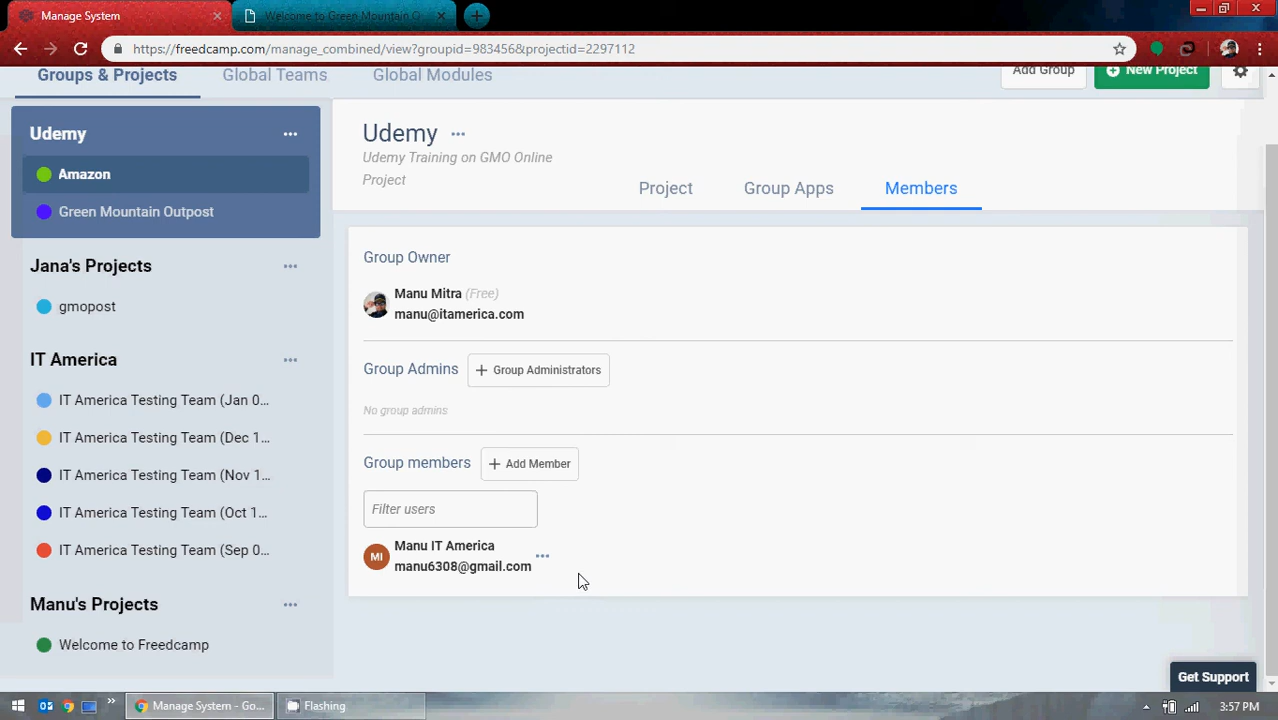 Manage System
Welcome to Green Mountain O
https://freedcamp.com/manage_combined/view?groupid=983456&projectid=2297112
Groups & Projects
Global Teams
Global Modules
Add Group
New Project
Udemy
Amazon
Green Mountain Outpost
Jana's Projects
gmopost
IT America
IT America Testing Team (Jan 0...
IT America Testing Team (Dec 1...
IT America Testing Team (Nov 1...
IT America Testing Team (Oct 1...
IT America Testing Team (Sep 0...
Manu's Projects
Welcome to Freedcamp
Udemy
Udemy Training on GMO Online
Project
Project
Group Apps
Members
Group Owner
Manu Mitra (Free)
manu@itamerica.com
Group Admins
+ Group Administrators
No group admins
Group members
+ Add Member
Filter users
MI
Manu IT America
manu6308@gmail.com
Get Support
Manage System - Go...
Flashing
3:57 PM